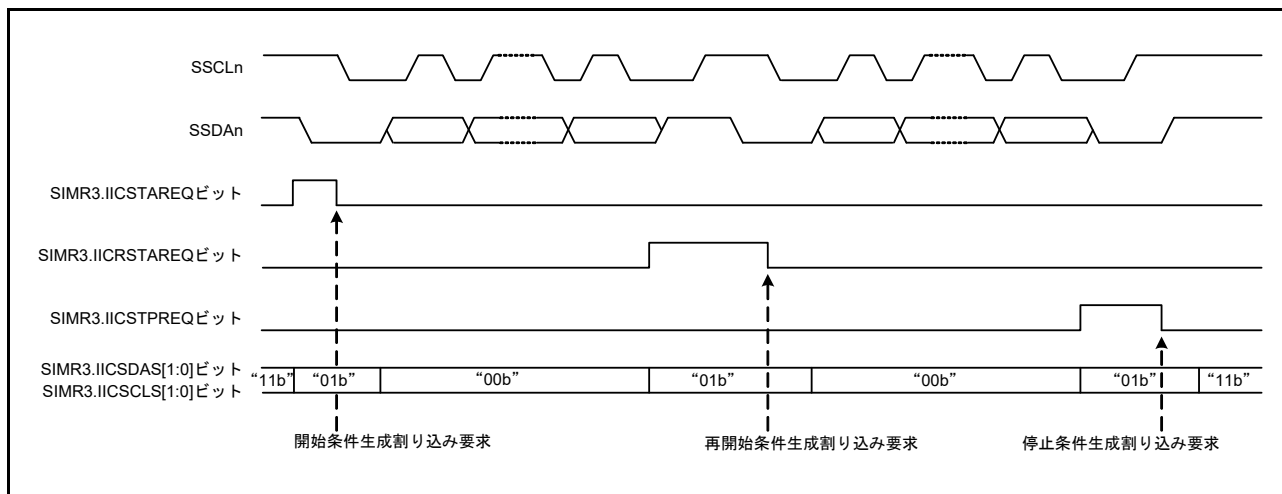 SSCLn
SSDAn
SIMR3.IICSTAREQビット
SIMR3.IICRSTAREQビット
SIMR3.IICSTPREQビット
SIMR3.IICSDAS[1:0]ビット
SIMR3.IICSCLS[1:0]ビット
“11b” “01b” “00b” “01b” “00b” “01b” “11b”
開始条件生成割り込み要求 再開始条件生成割り込み要求 停止条件生成割り込み要求